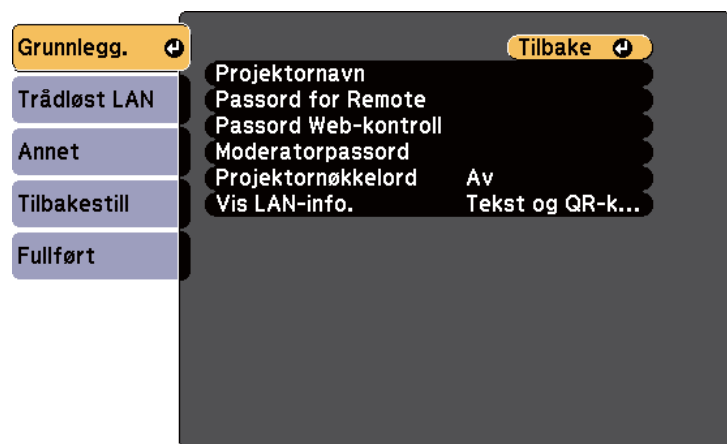 Grunnlegg.
Trådløst LAN
Annet
Tilbakestill
Fullført
Tilbake
Projektornavn
Passord for Remote
Passord Web-kontroll
Moderatorpassord
Projektornøkkelord Av
Vis LAN-info. Tekst og QR-k...